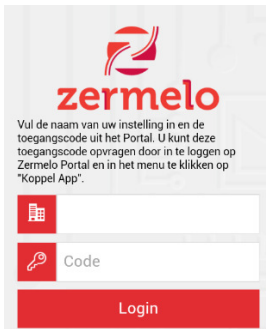 zermelo
Vul de naam van uw instelling in en de
toegangscode uit het Portal. U kunt deze
toegangscode opvragen door in te loggen op
Zermelo Portal en in het menu te klikken op
"Koppel App".
Code
Login